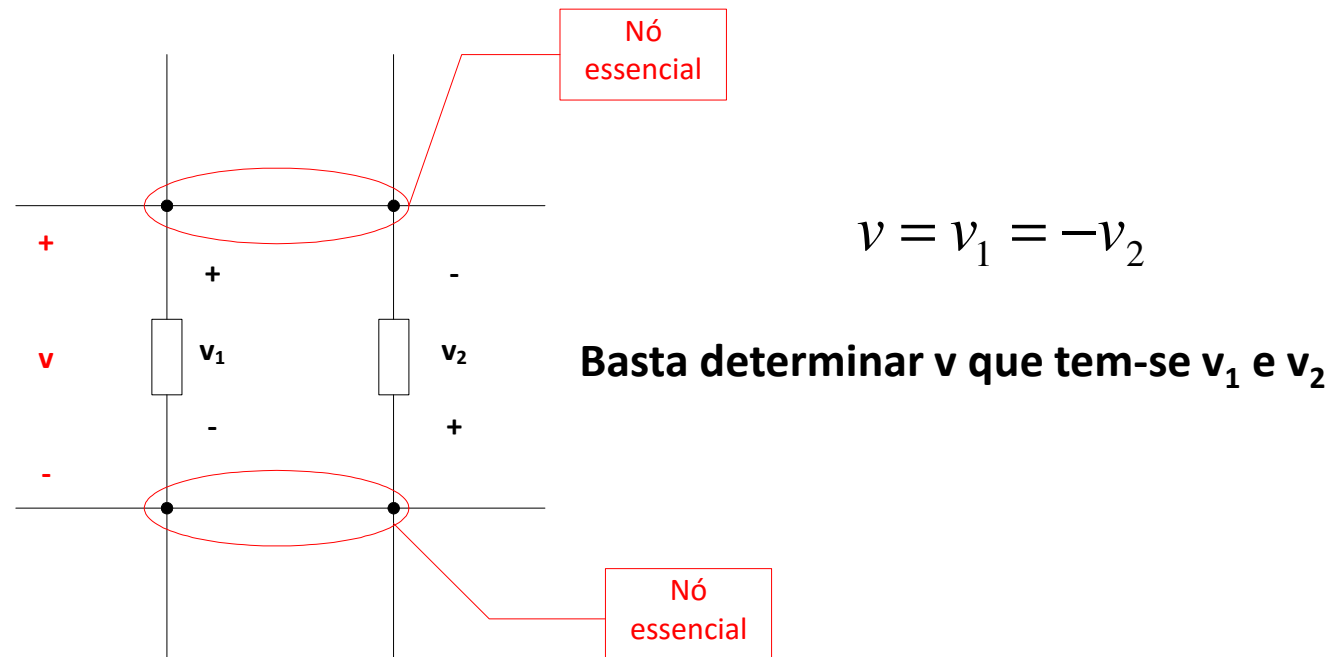 Nó
essencial
+
+
-
v = v₁ = −v₂
v
v₁
v₂
Basta determinar v que tem-se v₁ e v₂
-
+
-
Nó
essencial